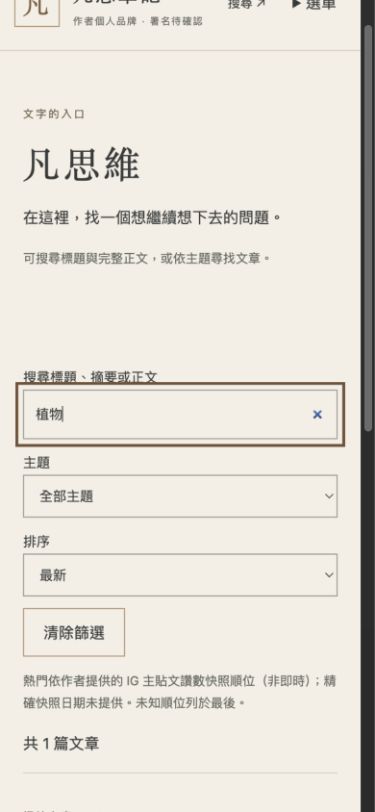 作者個人品牌 · 署名待確認
搜尋 ↗
▶ 選單
文字的入口
凡思維
在這裡，找一個想繼續想下去的問題。
可搜尋標題與完整正文，或依主題尋找文章。
搜尋標題、摘要或正文
植物
×
主題
全部主題
排序
最新
清除篩選
熱門依作者提供的 IG 主貼文讚數快照順位（非即時）；精
確快照日期未提供。未知順位列於最後。
共 1 篇文章